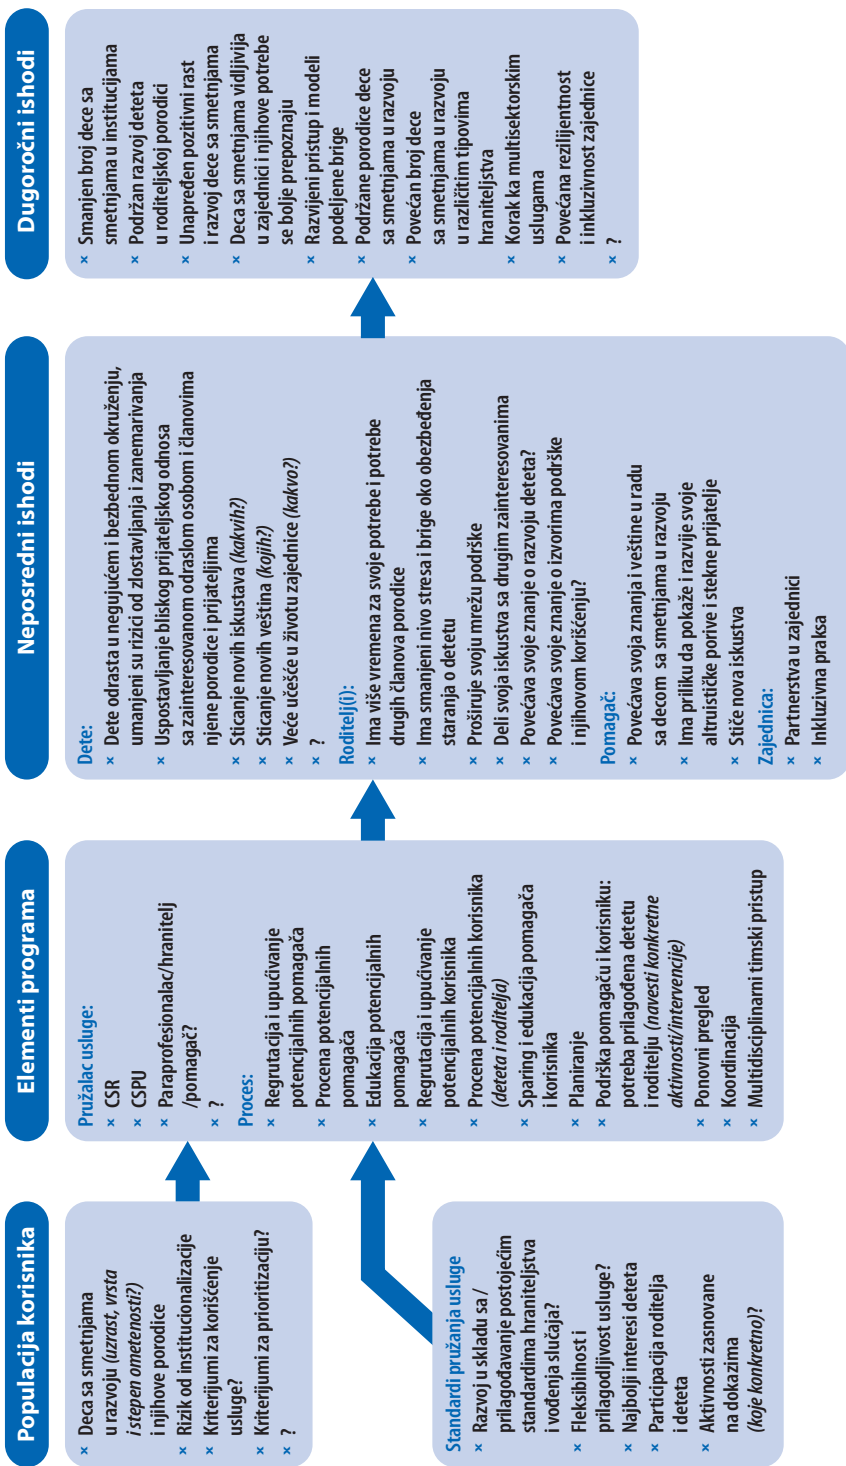 Populacija korisnika
× Deca sa smetnjama
u razvoju (uzrast, vrsta
i stepen ometenosti?)
i njihove porodice
× Rizik od institucionalizacije
× Kriterijumi za korišćenje
usluge?
× Kriterijumi za prioritizaciju?
× ?
Standardi pružanja usluge
× Razvoj u skladu sa /
prilagođavanje postojećim
standardima hraniteljstva
i vođenja slučaja?
× Fleksibilnost i
prilagodljivost usluge?
× Najbolji interesi deteta
× Participacija roditelja
i deteta
× Aktivnosti zasnovane
na dokazima
(koje konkretno)?
Elementi programa
Pružalac usluge:
× CSR
× CSPU
× Paraprofesionalac/hranitelj
/pomagač?
× ?
Proces:
× Regrutacija i upućivanje
potencijalnih pomagača
× Procena potencijalnih
pomagača
× Edukacija potencijalnih
pomagača
× Regrutacija i upućivanje
potencijalnih korisnika
× Procena potencijalnih korisnika
(deteta i roditelja)
× Sparing i edukacija pomagača
i korisnika
× Planiranje
× Podrška pomagaču i korisniku:
potreba prilagođena detetu
i roditelju (navesti konkretne
aktivnosti/intervencije)
× Ponovni pregled
× Koordinacija
× Multidisciplinarni timski pristup
Neposredni ishodi
Dete:
× Dete odrasta u negujućem i bezbednom okruženju,
umanjeni su rizici od zlostavljanja i zanemarivanja
× Uspostavljanje bliskog prijateljskog odnosa
sa zainteresovanom odraslom osobom i članovima
njene porodice i prijateljima
× Sticanje novih iskustava (kakvih?)
× Sticanje novih veština (kojih?)
× Veće učešće u životu zajednice (kakvo?)
× ?
Roditelj(i):
× Ima više vremena za svoje potrebe i potrebe
drugih članova porodice
× Ima smanjeni nivo stresa i brige oko obezbeđenja
staranja o detetu
× Proširuje svoju mrežu podrške
× Deli svoja iskustva sa drugim zainteresovanima
× Povećava svoje znanje o razvoju deteta?
× Povećava svoje znanje o izvorima podrške
i njihovom korišćenju?
Pomagač:
× Povećava svoja znanja i veštine u radu
sa decom sa smetnjama u razvoju
× Ima priliku da pokaže i razvije svoje
altruističke porive i stekne prijatelje
× Stiče nova iskustva
Zajednica:
× Partnerstva u zajednici
× Inkluzivna praksa
Dugoročni ishodi
× Smanjen broj dece sa
smetnjama u institucijama
× Podržan razvoj deteta
u roditeljskoj porodici
× Unapređen pozitivni rast
i razvoj dece sa smetnjama
× Deca sa smetnjama vidljivija
u zajednici i njihove potrebe
se bolje prepoznaju
× Razvijeni pristup i modeli
podeljene brige
× Podržane porodice dece
sa smetnjama u razvoju
× Povećan broj dece
sa smetnjama u razvoju
u različitim tipovima
hraniteljstva
× Korak ka multisektorskim
uslugama
× Povećana rezilijentnost
i inkluzivnost zajednice
× ?